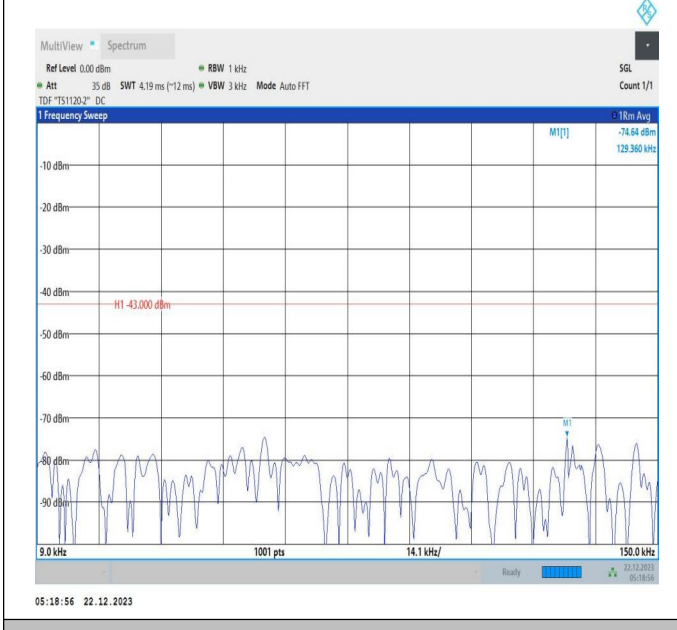 R
S
MultiView Spectrum
Ref Level 0.00 dBm RBW 1 kHz SGL
Att 35 dB SWT 4.19 ms (~12 ms) VBW 3 kHz Mode Auto FFT Count 1/1
TDF "TS1120-2" DC
1 Frequency Sweep 1Rm Avg
M1[1] -74.64 dBm
129.360 kHz
-10 dBm
-20 dBm
-30 dBm
-40 dBm
H1 -43.000 dBm
-50 dBm
-60 dBm
-70 dBm
M1
-80 dBm
-90 dBm
9.0 kHz 1001 pts 14.1 kHz/ 150.0 kHz
Ready 22.12.2023
05:18:56
05:18:56 22.12.2023